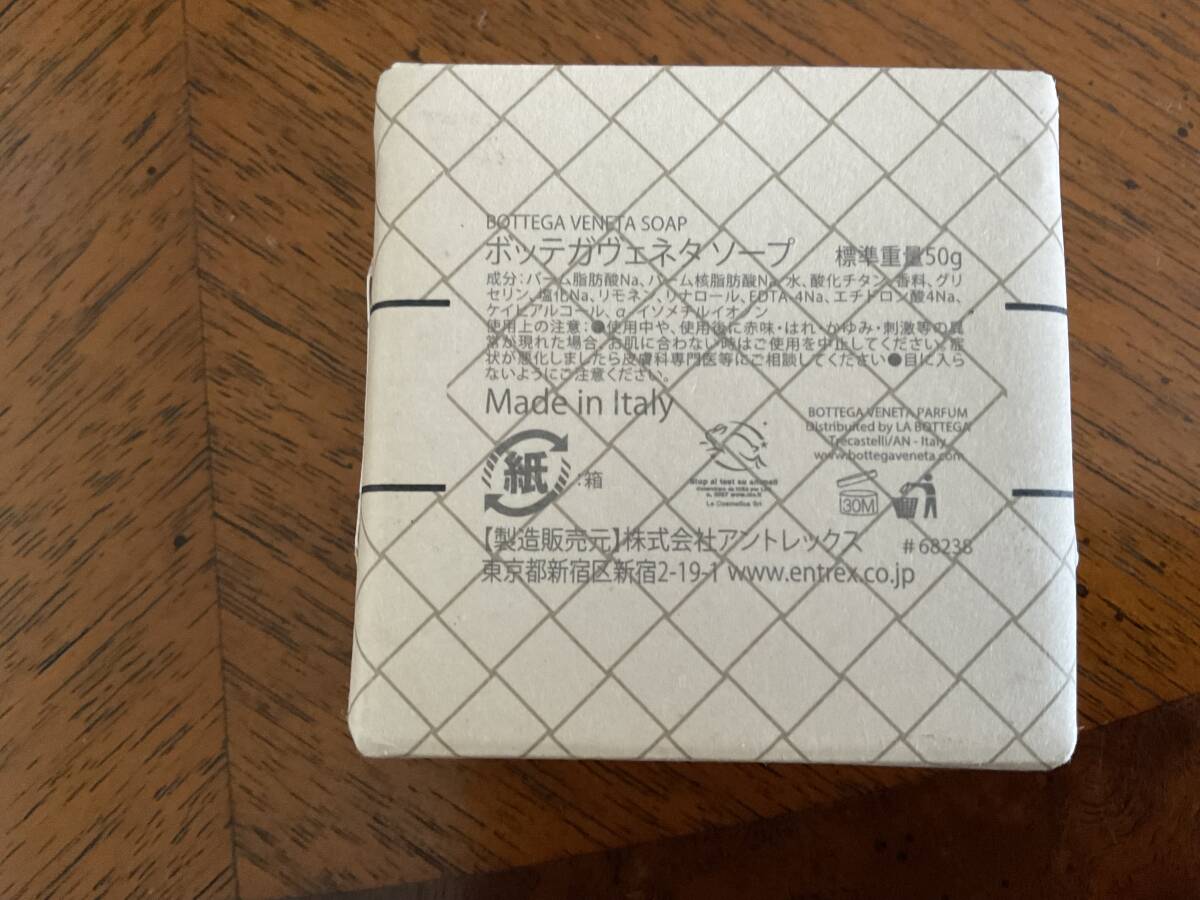 BOTTEGA VENETA SOAP
ボッテガヴェネタ ソープ 標準重量50g
成分：パーム脂肪酸Na、パーム核脂肪酸Na、水、酸化チタン、香料、グリ
セリン、塩化Na、リモネン、リナロール、EDTA-4Na、エチドロン酸4Na、
ケイヒアルコール、α-イソメチルイオノン
使用上の注意：●使用中や、使用後に赤味・はれ・かゆみ・刺激等の異
常が現れた場合、お肌に合わない時はご使用を中止してください。症
状が悪化しましたら皮膚科専門医等にご相談してください●目に入ら
ないようにご注意ください。
Made in Italy
BOTTEGA VENETA PARFUM
Distributed by LA BOTTEGA
Trecastelli/AN - Italy
www.bottegaveneta.com
紙 :箱
Stop ai test su animali
La Cosmetica Srl
30M
【製造販売元】株式会社アントレックス #68238
東京都新宿区新宿2-19-1 www.entrex.co.jp